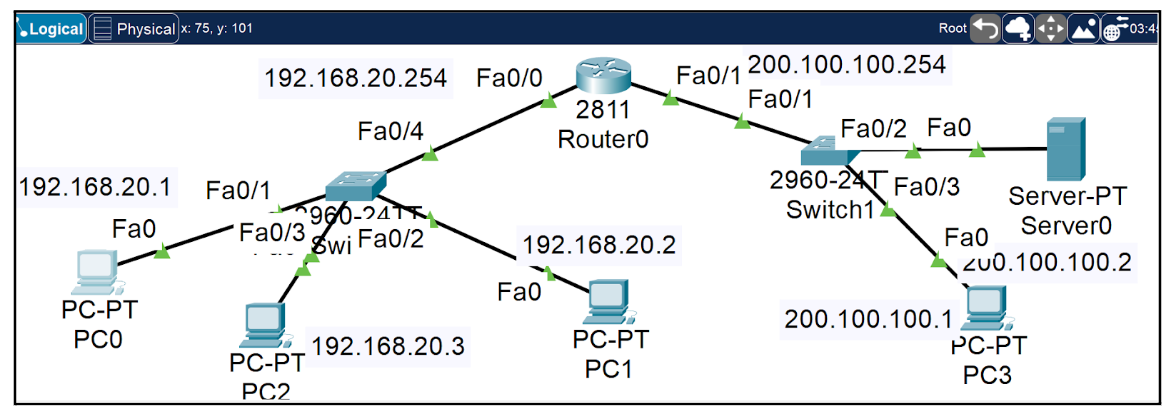 Logical
Physical x: 75, y: 101
Root
192.168.20.254
Fa0/0
Fa0/1
200.100.100.254
Fa0/1
2811
Router0
Fa0/4
Fa0/2
Fa0
192.168.20.1
Fa0/1
2960-24TT
2960-24T
Switch1
Fa0/3
Server-PT
Server0
Fa0
Fa0/3
Swi
Fa0/2
192.168.20.2
Fa0
200.100.100.2
Fa0
PC-PT
PC0
200.100.100.1
PC-PT
PC2
192.168.20.3
PC-PT
PC1
PC-PT
PC3